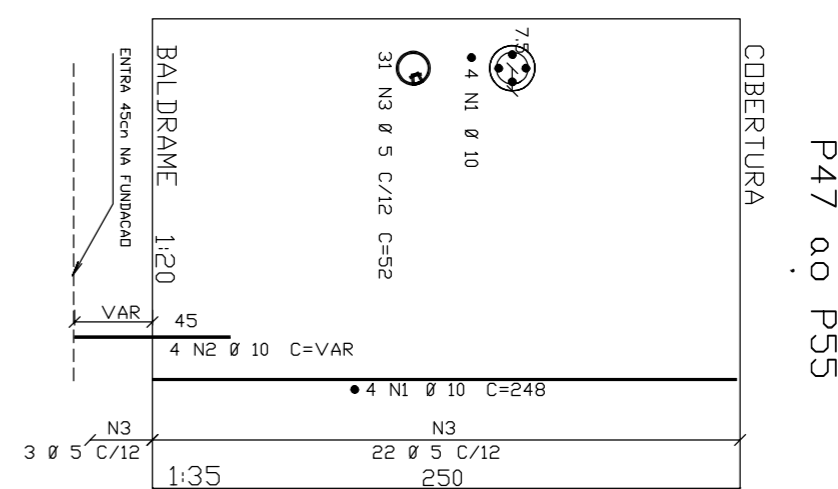 P47 ao P55
COBERTURA
7.5
4 N1 Ø 10
31 N3 Ø 5 C/12 C=52
BALDRAME 1:20
ENTRA 45cm NA FUNDACAO
VAR
45
4 N2 Ø 10 C=VAR
4 N1 Ø 10 C=248
N3
3 Ø 5 C/12
N3
22 Ø 5 C/12
1:35
250